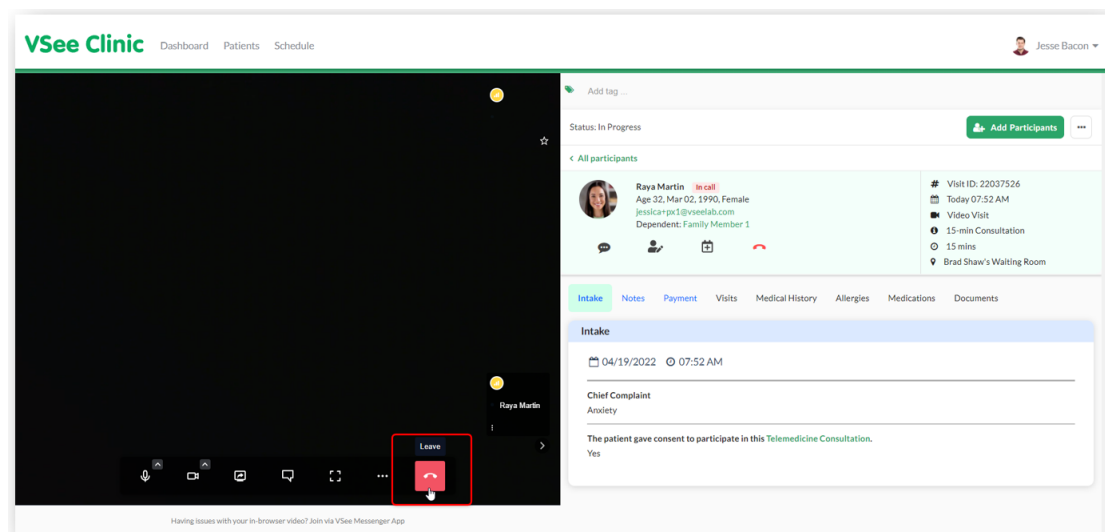 VSee Clinic Dashboard Patients Schedule Jesse Bacon
Add tag ...
Status: In Progress Add Participants
All participants
Raya Martin In call
Age 32, Mar 02, 1990, Female
jessica+px1@vseelab.com
Dependent: Family Member 1
# Visit ID: 22037526
Today 07:52 AM
Video Visit
15-min Consultation
15 mins
Brad Shaw's Waiting Room
Intake Notes Payment Visits Medical History Allergies Medications Documents
Intake
04/19/2022 07:52 AM
Chief Complaint
Anxiety
The patient gave consent to participate in this Telemedicine Consultation.
Yes
Raya Martin
Leave
Having issues with your in-browser video? Join via VSee Messenger App